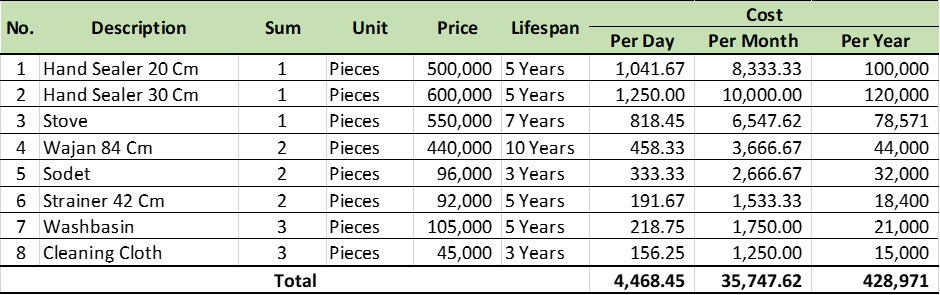 No. Description Sum Unit Price Lifespan Cost
Per Day Per Month Per Year
1 Hand Sealer 20 Cm 1 Pieces 500,000 5 Years 1,041.67 8,333.33 100,000
2 Hand Sealer 30 Cm 1 Pieces 600,000 5 Years 1,250.00 10,000.00 120,000
3 Stove 1 Pieces 550,000 7 Years 818.45 6,547.62 78,571
4 Wajan 84 Cm 2 Pieces 440,000 10 Years 458.33 3,666.67 44,000
5 Sodet 2 Pieces 96,000 3 Years 333.33 2,666.67 32,000
6 Strainer 42 Cm 2 Pieces 92,000 5 Years 191.67 1,533.33 18,400
7 Washbasin 3 Pieces 105,000 5 Years 218.75 1,750.00 21,000
8 Cleaning Cloth 3 Pieces 45,000 3 Years 156.25 1,250.00 15,000
Total 4,468.45 35,747.62 428,971